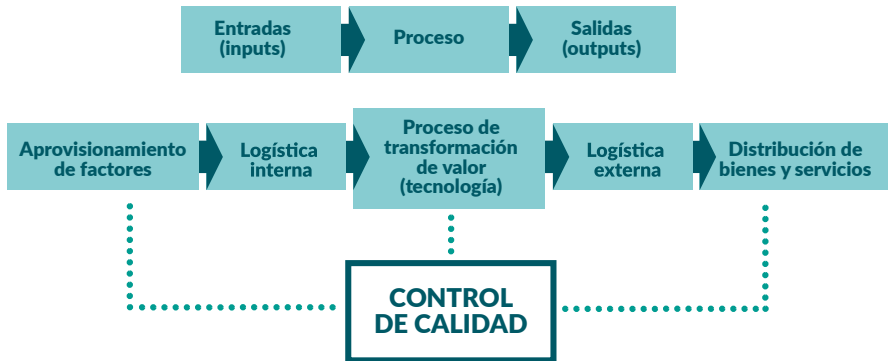 Entradas
(inputs)
Proceso
Salidas
(outputs)
Aprovisionamiento
de factores
Logística
interna
Proceso de
transformación
de valor
(tecnología)
Logística
externa
Distribución de
bienes y servicios
CONTROL
DE CALIDAD